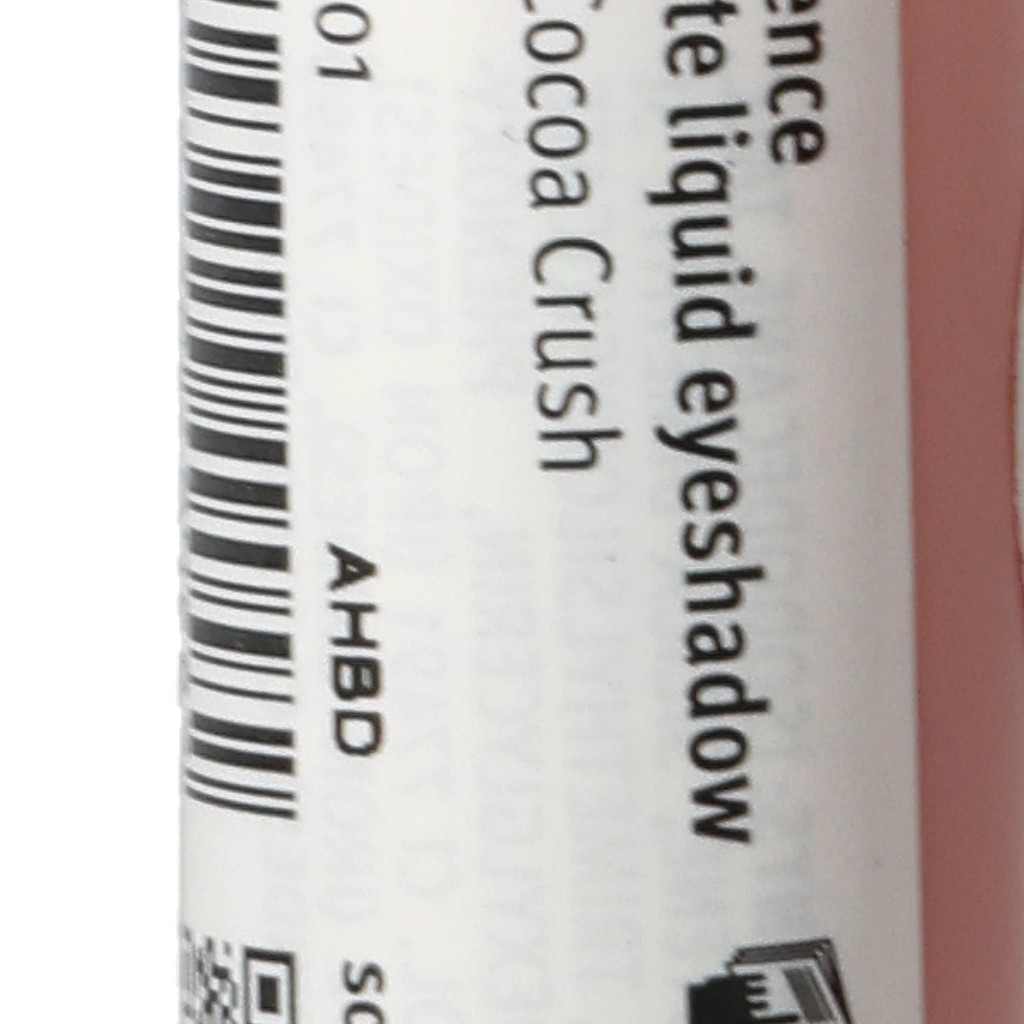 ence
te liquid eyeshadow
Cocoa Crush
01
AHBD